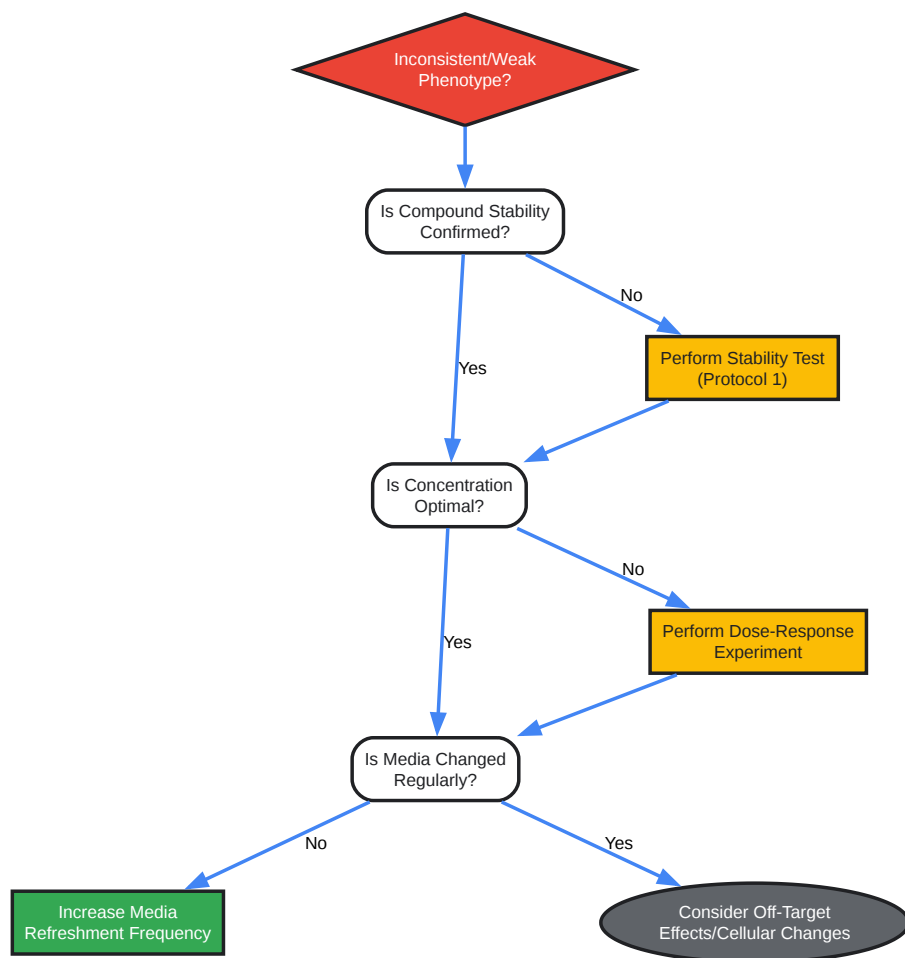 Inconsistent/Weak
Phenotype?
Is Compound Stability
Confirmed?
No
Perform Stability Test
(Protocol 1)
Yes
Is Concentration
Optimal?
No
Perform Dose-Response
Experiment
Yes
Is Media Changed
Regularly?
No
Yes
Increase Media
Refreshment Frequency
Consider Off-Target
Effects/Cellular Changes